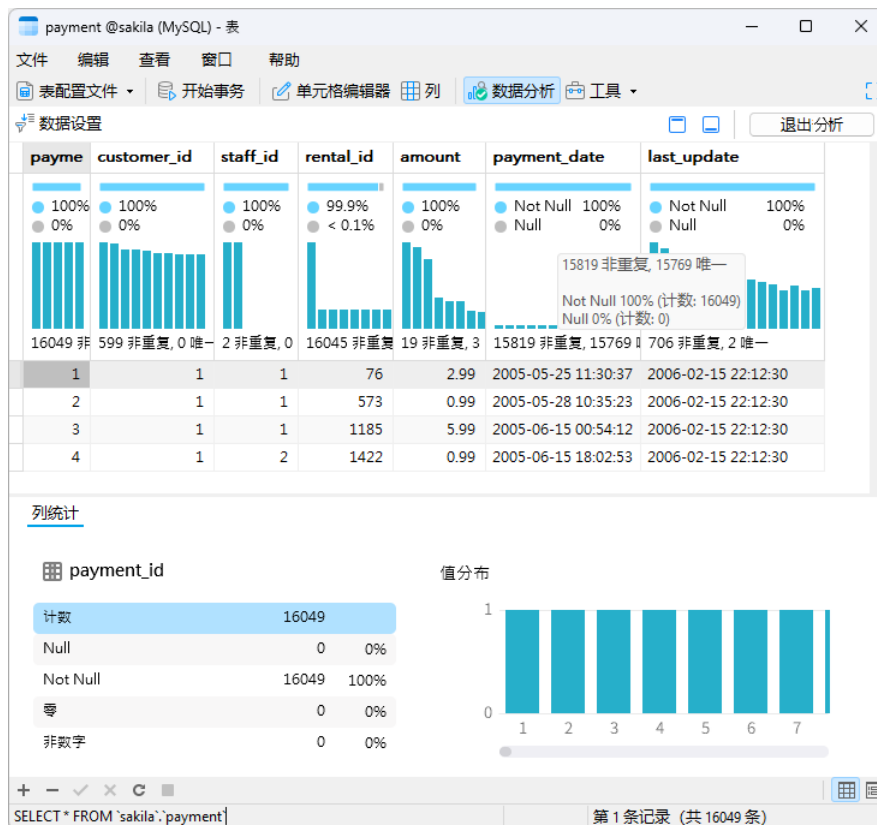 payment @sakila (MySQL) - 表
文件 编辑 查看 窗口 帮助
表配置文件 开始事务 单元格编辑器 列 数据分析 工具
数据设置 退出分析
payme customer_id staff_id rental_id amount payment_date last_update
100% 100% 100% 99.9% 100% Not Null 100% Not Null 100%
0% 0% 0% < 0.1% 0% Null 0% Null 0%
15819 非重复, 15769 唯一
Not Null 100% (计数: 16049)
Null 0% (计数: 0)
16049 非 599 非重复, 0 唯一 2 非重复, 0 16045 非重复 19 非重复, 3 15819 非重复, 15769 706 非重复, 2 唯一
1 1 1 76 2.99 2005-05-25 11:30:37 2006-02-15 22:12:30
2 1 1 573 0.99 2005-05-28 10:35:23 2006-02-15 22:12:30
3 1 1 1185 5.99 2005-06-15 00:54:12 2006-02-15 22:12:30
4 1 2 1422 0.99 2005-06-15 18:02:53 2006-02-15 22:12:30
列统计
payment_id
计数 16049
Null 0 0%
Not Null 16049 100%
零 0 0%
非数字 0 0%
值分布
1
0
1 2 3 4 5 6 7
SELECT * FROM `sakila`.`payment` 第 1 条记录 (共 16049 条)